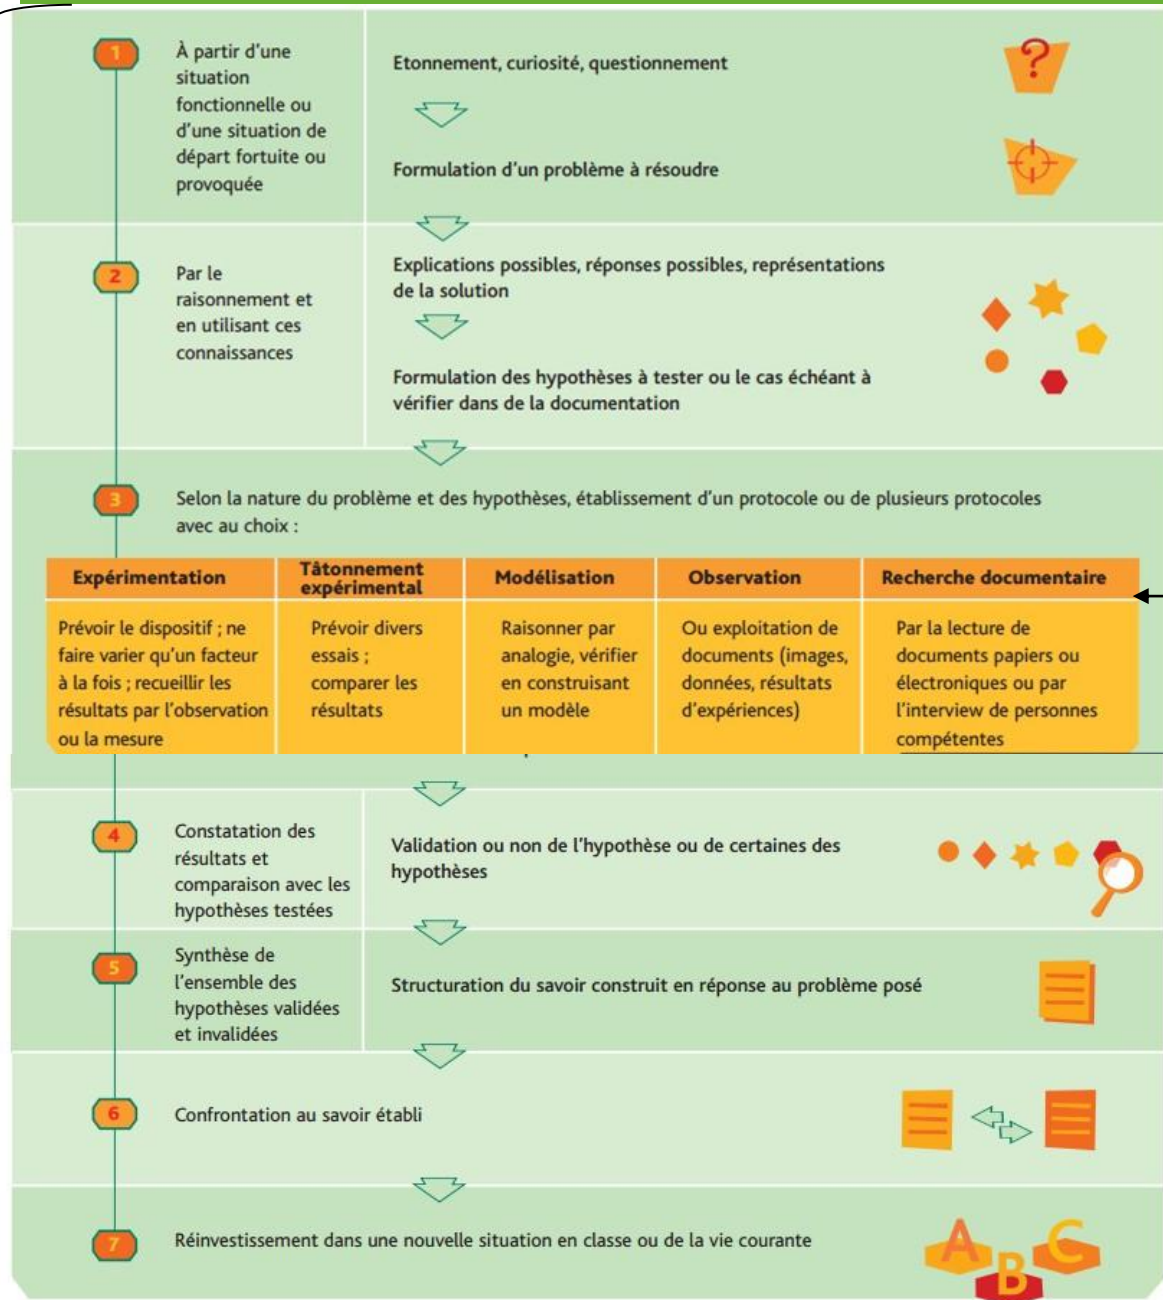 1
À partir d'une
situation
fonctionnelle ou
d'une situation de
départ fortuite ou
provoquée
Etonnement, curiosité, questionnement
?
Formulation d'un problème à résoudre
2
Par le
raisonnement et
en utilisant ces
connaissances
Explications possibles, réponses possibles, représentations
de la solution
Formulation des hypothèses à tester ou le cas échéant à
vérifier dans de la documentation
3
Selon la nature du problème et des hypothèses, établissement d'un protocole ou de plusieurs protocoles
avec au choix :
Expérimentation
Prévoir le dispositif ; ne
faire varier qu'un facteur
à la fois ; recueillir les
résultats par l'observation
ou la mesure
Tâtonnement
expérimental
Prévoir divers
essais ;
comparer les
résultats
Modélisation
Raisonner par
analogie, vérifier
en construisant
un modèle
Observation
Ou exploitation de
documents (images,
données, résultats
d'expériences)
Recherche documentaire
Par la lecture de
documents papiers ou
électroniques ou par
l'interview de personnes
compétentes
4
Constatation des
résultats et
comparaison avec les
hypothèses testées
Validation ou non de l'hypothèse ou de certaines des
hypothèses
5
Synthèse de
l'ensemble des
hypothèses validées
et invalidées
Structuration du savoir construit en réponse au problème posé
6
Confrontation au savoir établi
7
Réinvestissement dans une nouvelle situation en classe ou de la vie courante
A B C